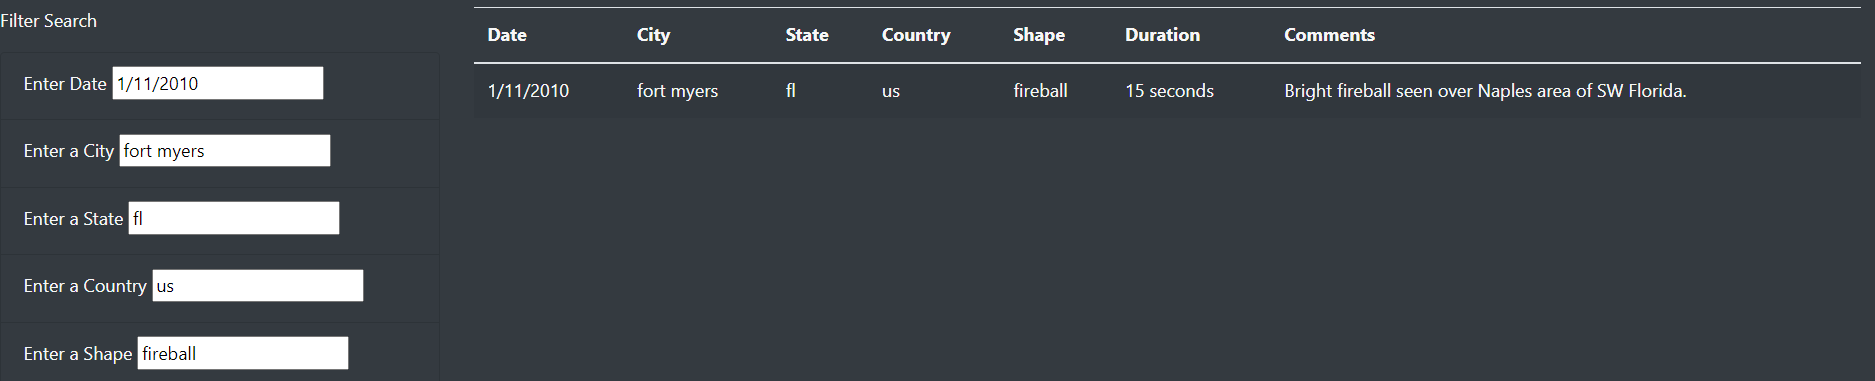 Filter Search
Enter Date 1/11/2010
Enter a City fort myers
Enter a State fl
Enter a Country us
Enter a Shape fireball
Date City State Country Shape Duration Comments
1/11/2010 fort myers fl us fireball 15 seconds Bright fireball seen over Naples area of SW Florida.